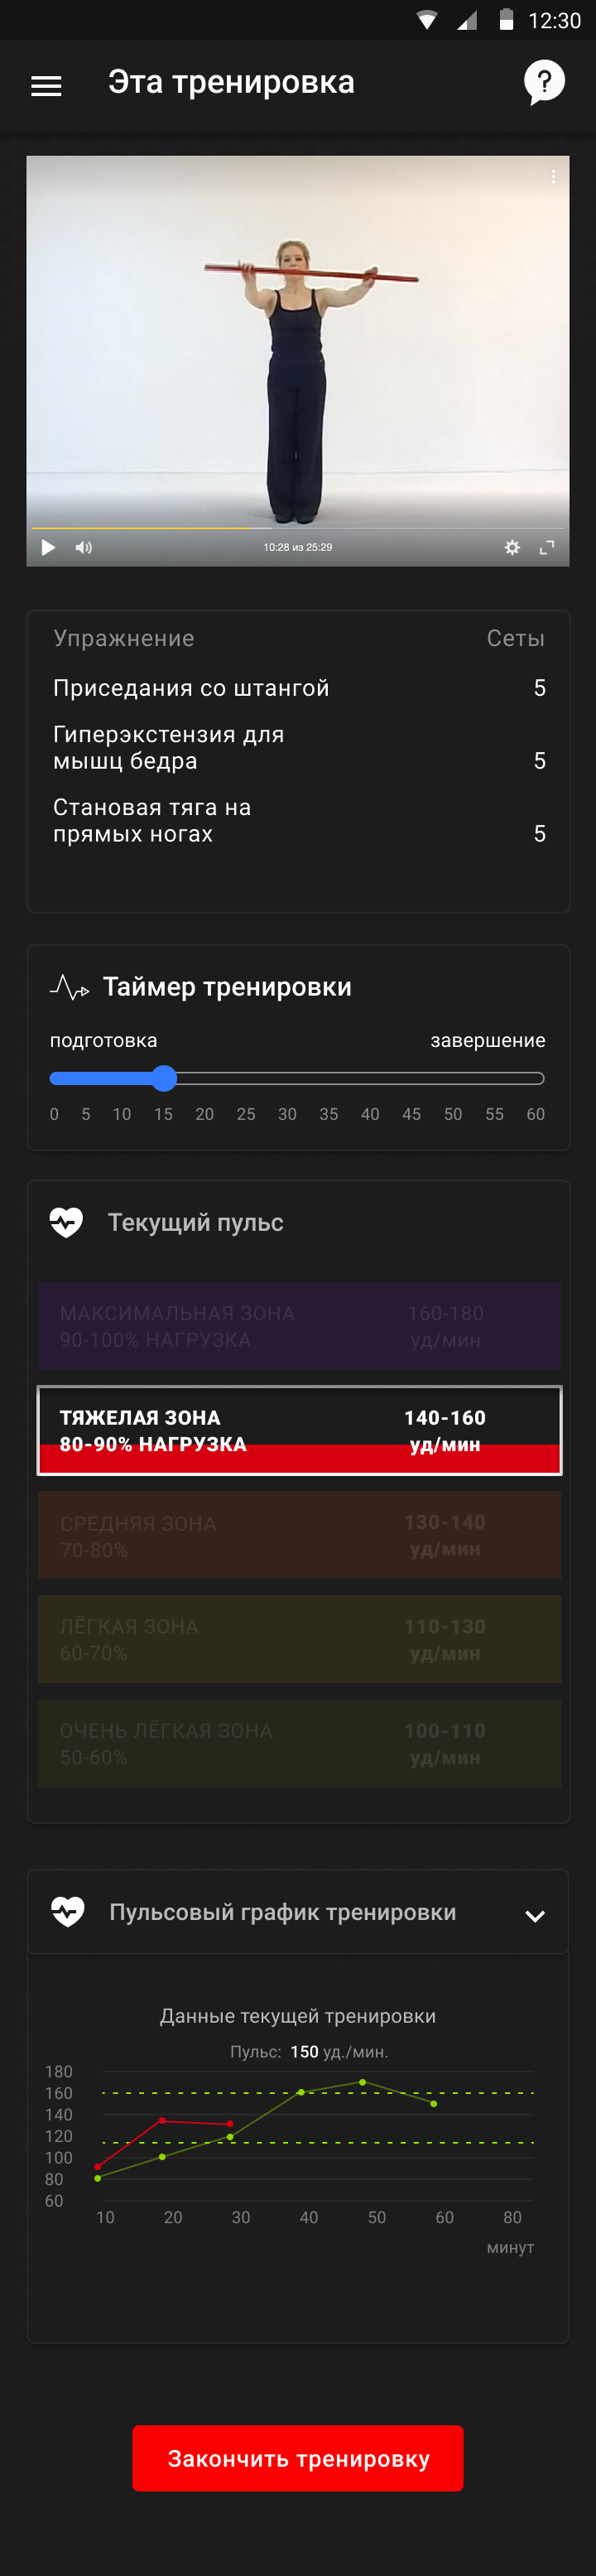 12:30
Эта тренировка
?
10:28 из 25:29
Упражнение Сеты
Приседания со штангой 5
Гиперэкстензия для
мышц бедра 5
Становая тяга на
прямых ногах 5
Таймер тренировки
подготовка завершение
0 5 10 15 20 25 30 35 40 45 50 55 60
Текущий пульс
МАКСИМАЛЬНАЯ ЗОНА 160-180
90-100% НАГРУЗКА уд/мин
ТЯЖЕЛАЯ ЗОНА 140-160
80-90% НАГРУЗКА уд/мин
СРЕДНЯЯ ЗОНА 130-140
70-80% уд/мин
ЛЁГКАЯ ЗОНА 110-130
60-70% уд/мин
ОЧЕНЬ ЛЁГКАЯ ЗОНА 100-110
50-60% уд/мин
Пульсовый график тренировки
Данные текущей тренировки
Пульс: 150 уд./мин.
180
160
140
120
100
80
60
10 20 30 40 50 60 80
минут
Закончить тренировку